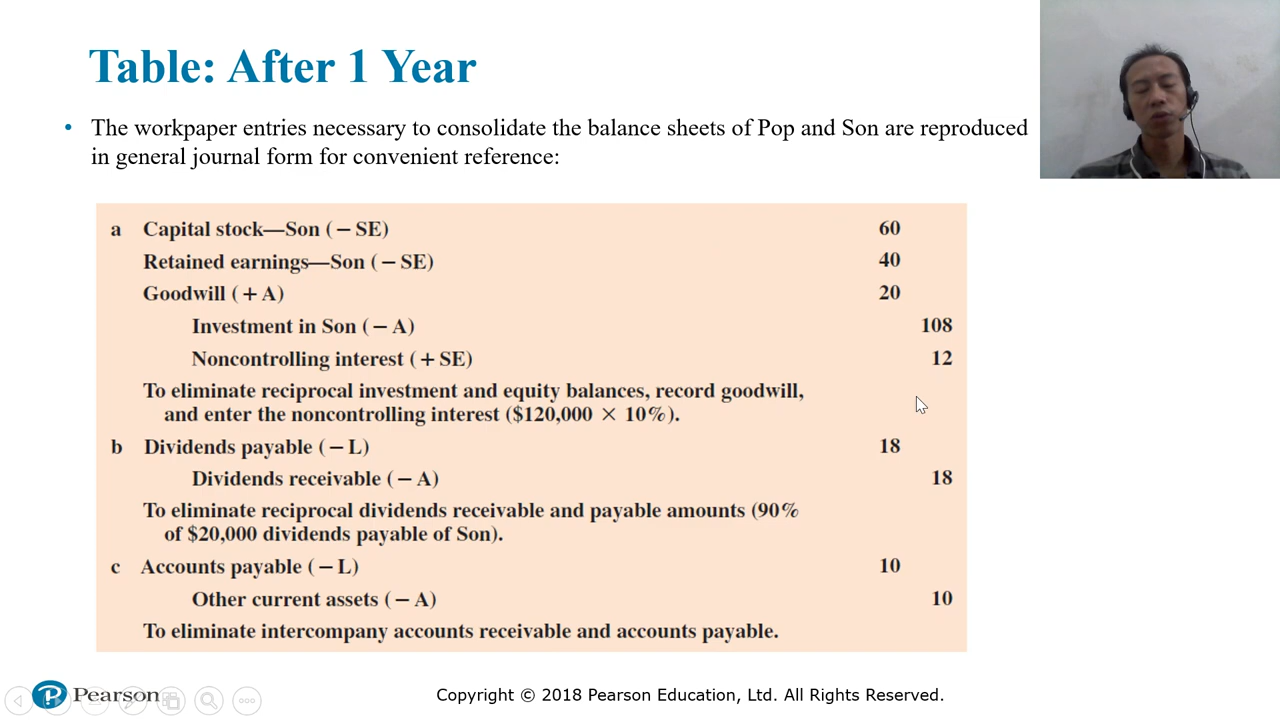 Table: After 1 Year
• The workpaper entries necessary to consolidate the balance sheets of Pop and Son are reproduced
in general journal form for convenient reference:
a Capital stock—Son (− SE) 60
Retained earnings—Son (− SE) 40
Goodwill (+ A) 20
Investment in Son (− A) 108
Noncontrolling interest (+ SE) 12
To eliminate reciprocal investment and equity balances, record goodwill,
and enter the noncontrolling interest ($120,000 × 10%).
b Dividends payable (− L) 18
Dividends receivable (− A) 18
To eliminate reciprocal dividends receivable and payable amounts (90%
of $20,000 dividends payable of Son).
c Accounts payable (− L) 10
Other current assets (− A) 10
To eliminate intercompany accounts receivable and accounts payable.
Pearson
Copyright © 2018 Pearson Education, Ltd. All Rights Reserved.